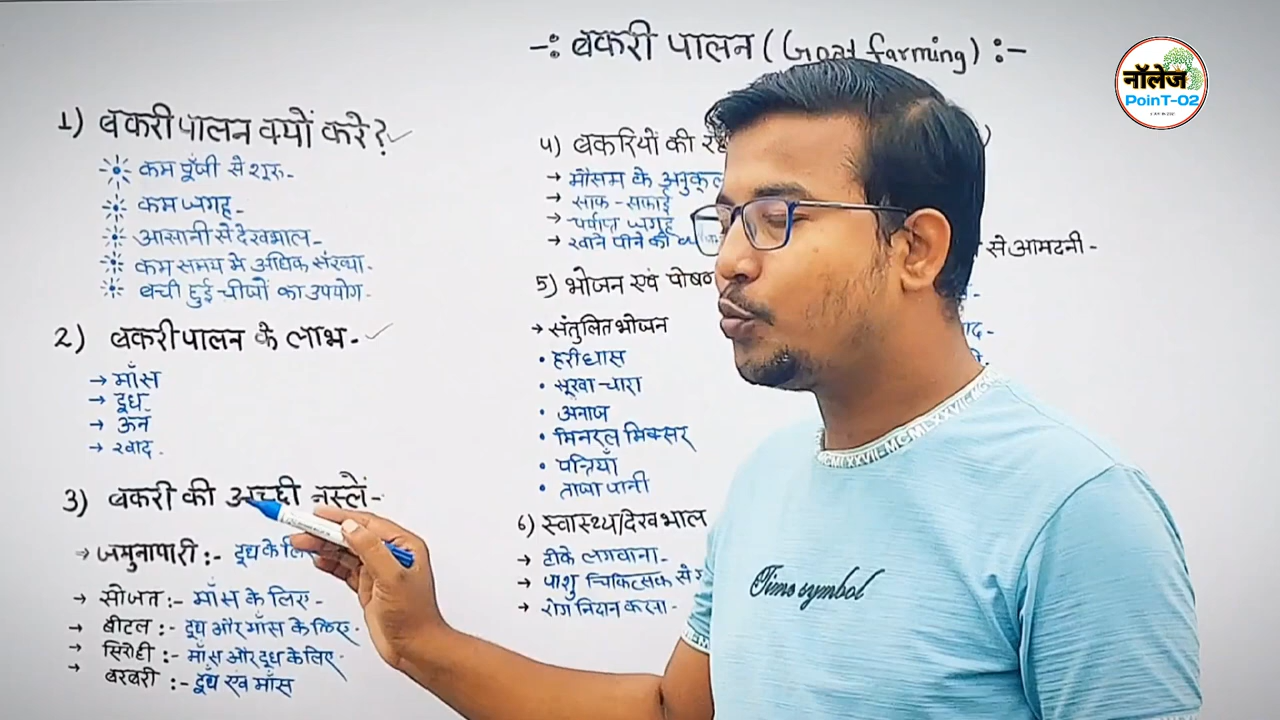 -: बकरी पालन (Goat farming) :-
नॉलेज
PoinT-02
1) बकरी पालन क्यों करे?
कम पूँजी से शुरू-
कम जगह-
आसानी से देखभाल-
कम समय मे अधिक संख्या-
बची हुई चीजों का उपयोग-
2) बकरी पालन के लाभ-
→ माँस
→ दूध
→ ऊन
→ खाद-
3) बकरी की अच्छी नस्लें-
→ जमुनापारी :- दूध के
→ सोजत :- माँस के लिए-
→ बीटल :- दूध और माँस के लिए-
→ सिरोही :- माँस और दूध के लिए-
→ बरबरी :- दूध एवं माँस
4) बकरियों की
→ मौसम के
→ साफ-सफाई
→ पर्याप्त जगह
→ खाने पीने की
5) भोजन एवं
→ संतुलित भोजन
• हरी घास
• सूखा-चारा
• अनाज
• मिनरल मिक्सर
• पत्तियाँ
• ताजा पानी
6) स्वास्थ्य/देखभाल
→ टीके लगवाना-
→ पाशु चिकित्सक से
→ रोग निदान करना-
से आमदनी-
Time symbol